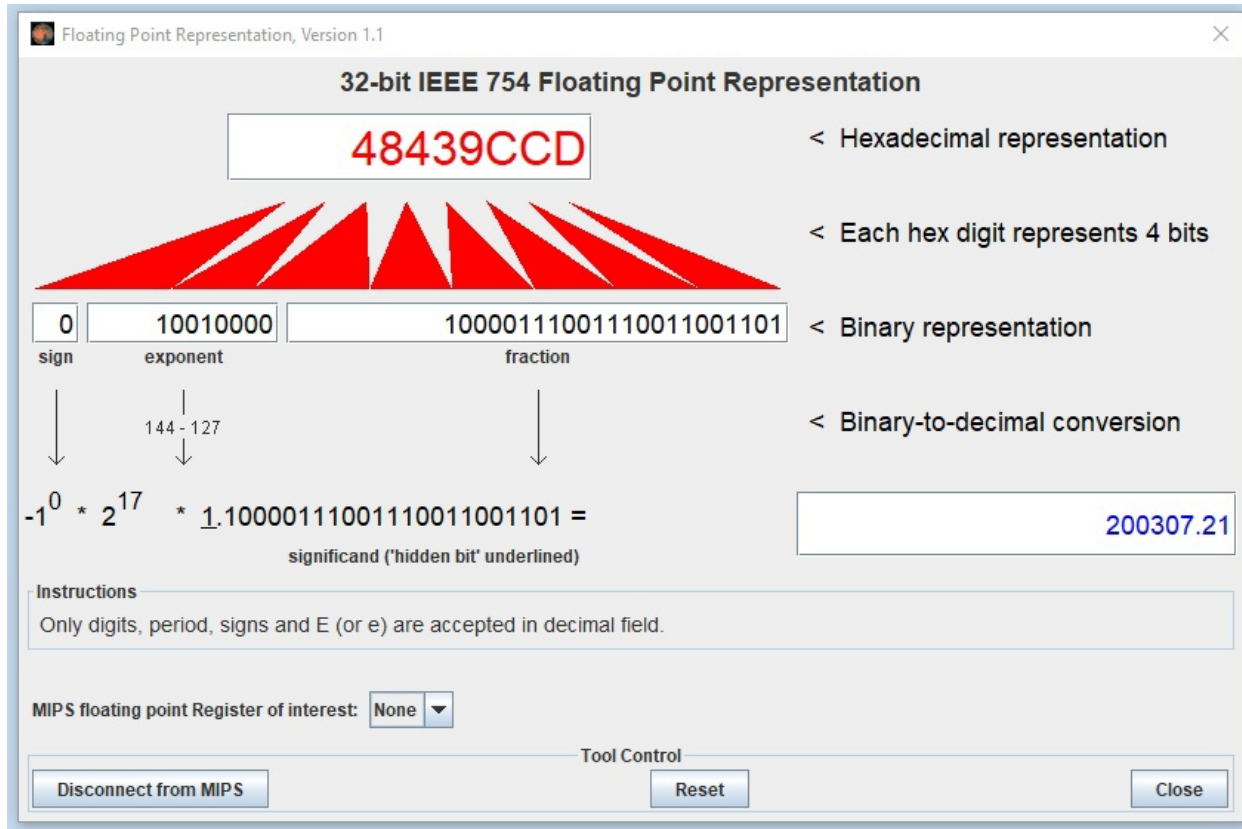 Floating Point Representation, Version 1.1
32-bit IEEE 754 Floating Point Representation
48439CCD
< Hexadecimal representation
< Each hex digit represents 4 bits
0 10010000 10000111001110011001101
< Binary representation
sign exponent fraction
144 - 127
< Binary-to-decimal conversion
-1^0 * 2^17 * 1.10000111001110011001101 =
200307.21
significand ('hidden bit' underlined)
Instructions
Only digits, period, signs and E (or e) are accepted in decimal field.
MIPS floating point Register of interest: None
Tool Control
Disconnect from MIPS
Reset
Close